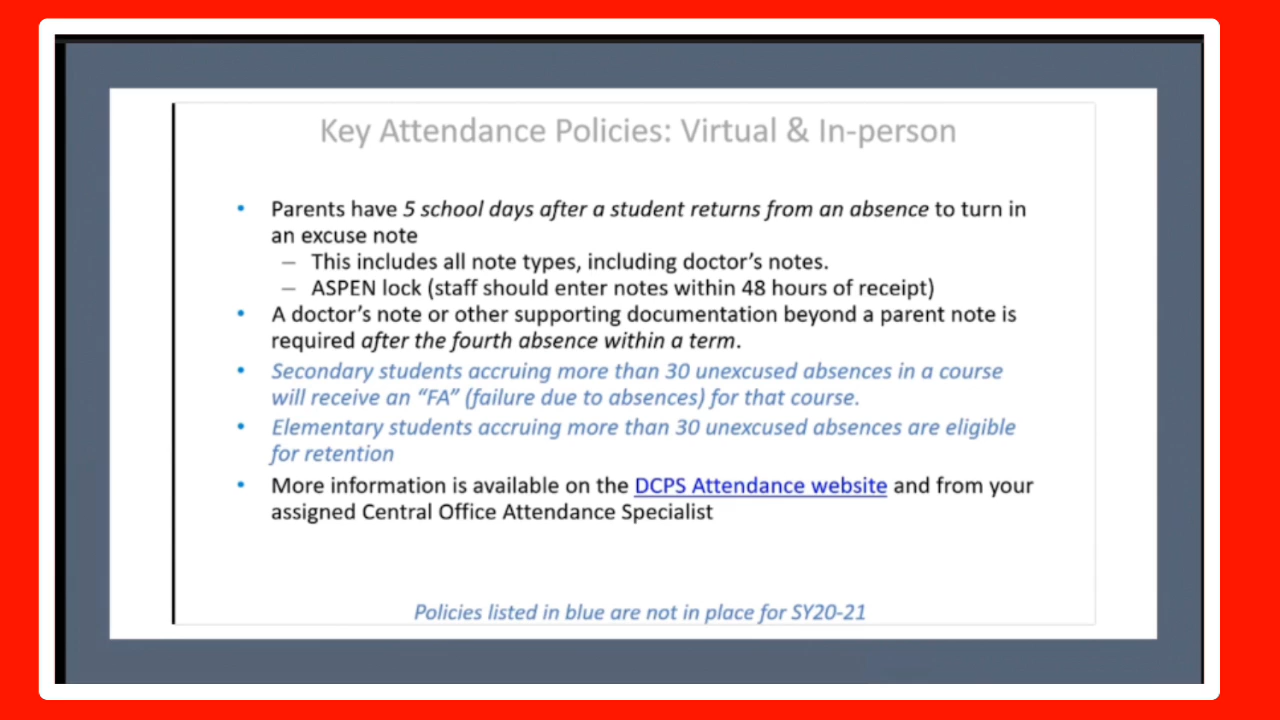 Key Attendance Policies: Virtual & In-person
• Parents have 5 school days after a student returns from an absence to turn in
an excuse note
– This includes all note types, including doctor's notes.
– ASPEN lock (staff should enter notes within 48 hours of receipt)
• A doctor's note or other supporting documentation beyond a parent note is
required after the fourth absence within a term.
• Secondary students accruing more than 30 unexcused absences in a course
will receive an “FA” (failure due to absences) for that course.
• Elementary students accruing more than 30 unexcused absences are eligible
for retention
• More information is available on the DCPS Attendance website and from your
assigned Central Office Attendance Specialist
Policies listed in blue are not in place for SY20-21